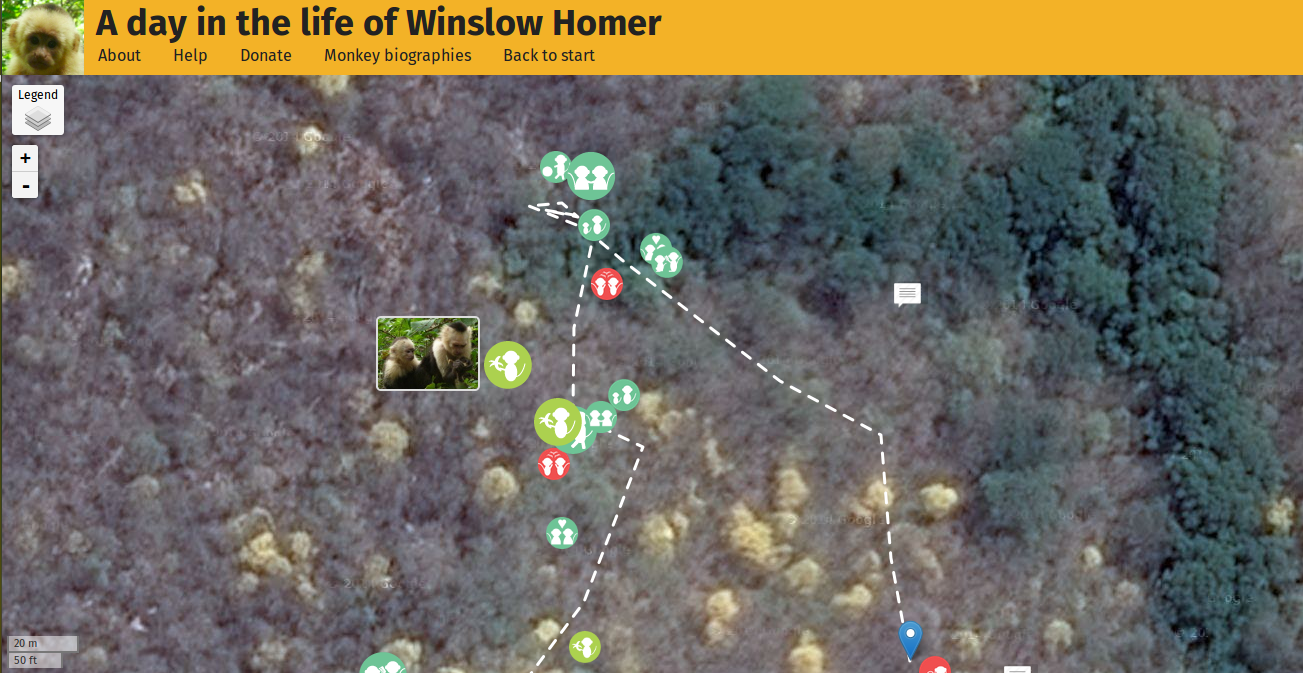 A day in the life of Winslow Homer
About Help Donate Monkey biographies Back to start
Legend
+
-
20 m
50 ft